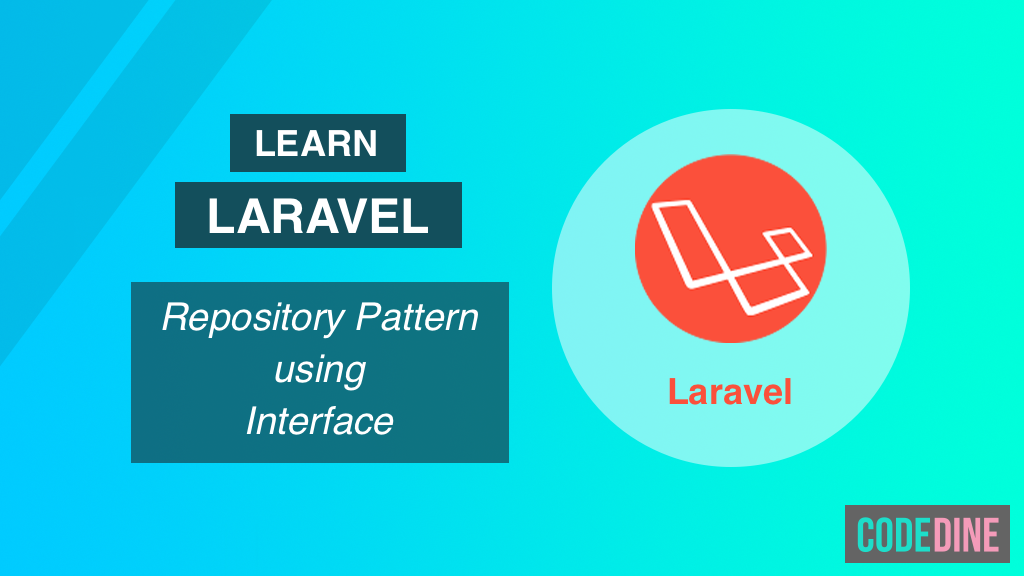 LEARN
LARAVEL
Repository Pattern
using
Interface
Laravel
CODEDINE